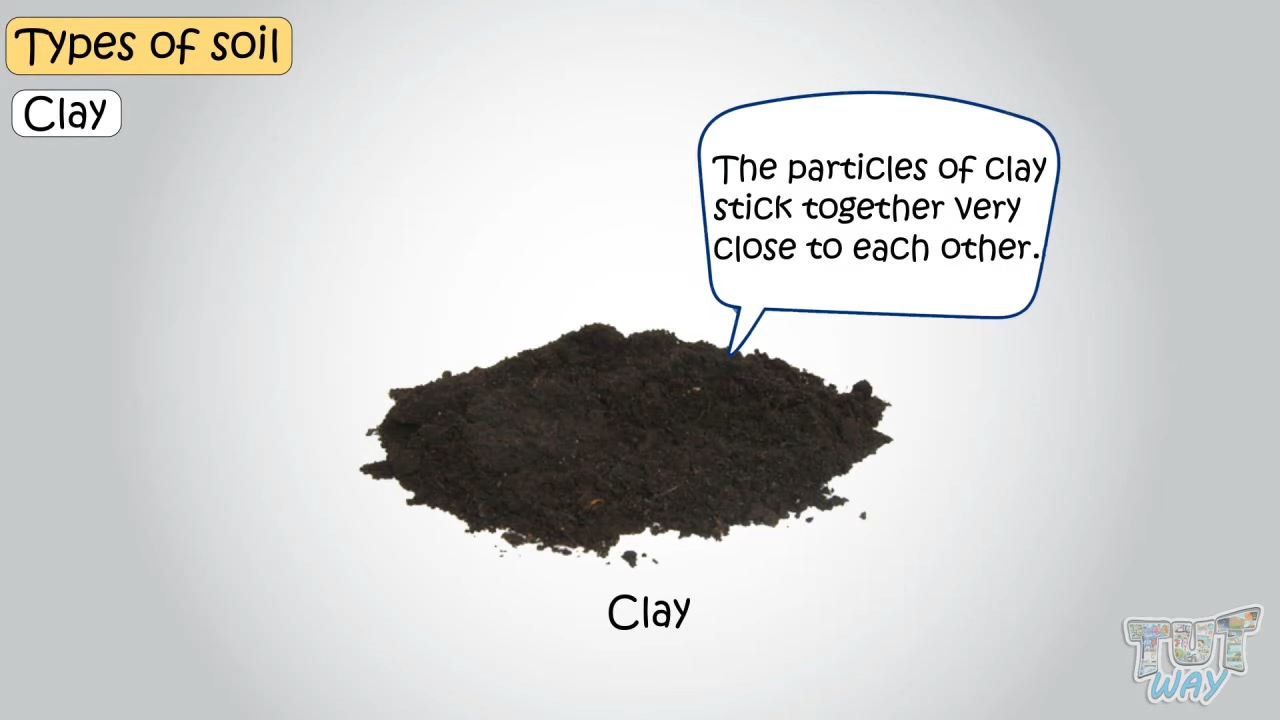 Types of soil
Clay
The particles of clay
stick together very
close to each other.
Clay
TUT
WAY